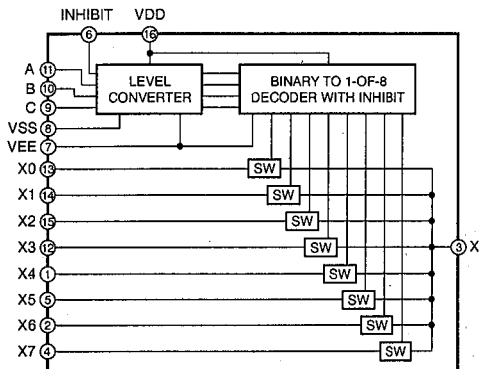 INHIBIT VDD
6 16
A 11
B 10
C 9
VSS 8
VEE 7
LEVEL CONVERTER
BINARY TO 1-OF-8 DECODER WITH INHIBIT
X0 13 SW
X1 14 SW
X2 15 SW
X3 12 SW 3 X
X4 1 SW
X5 5 SW
X6 2 SW
X7 4 SW